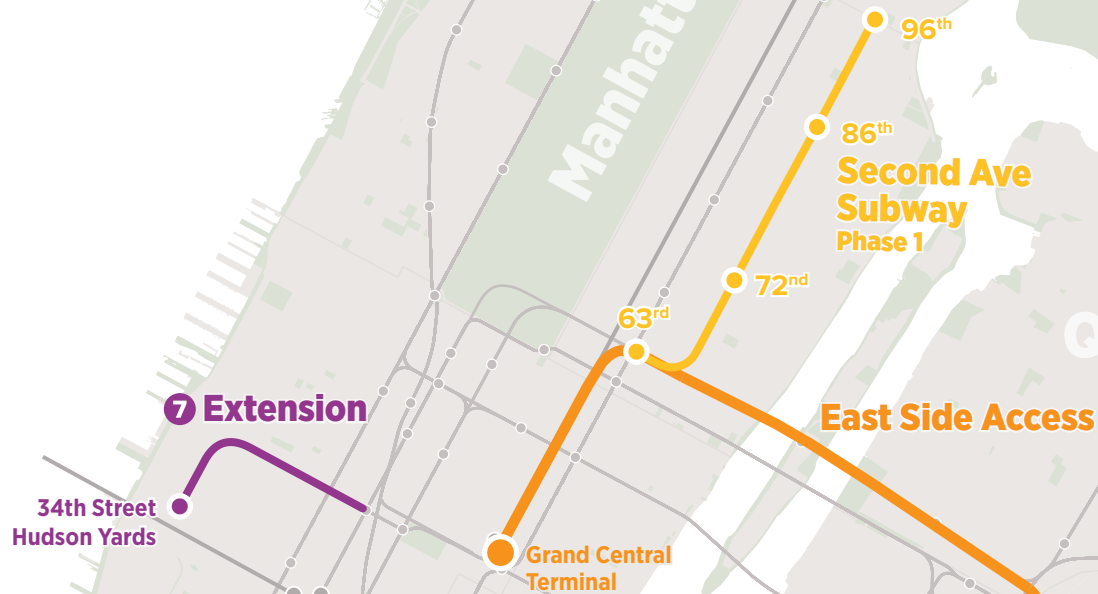 Manhatt
96th
86th
Second Ave
Subway
Phase 1
72nd
63rd
Q
7 Extension
East Side Access
34th Street
Hudson Yards
Grand Central
Terminal